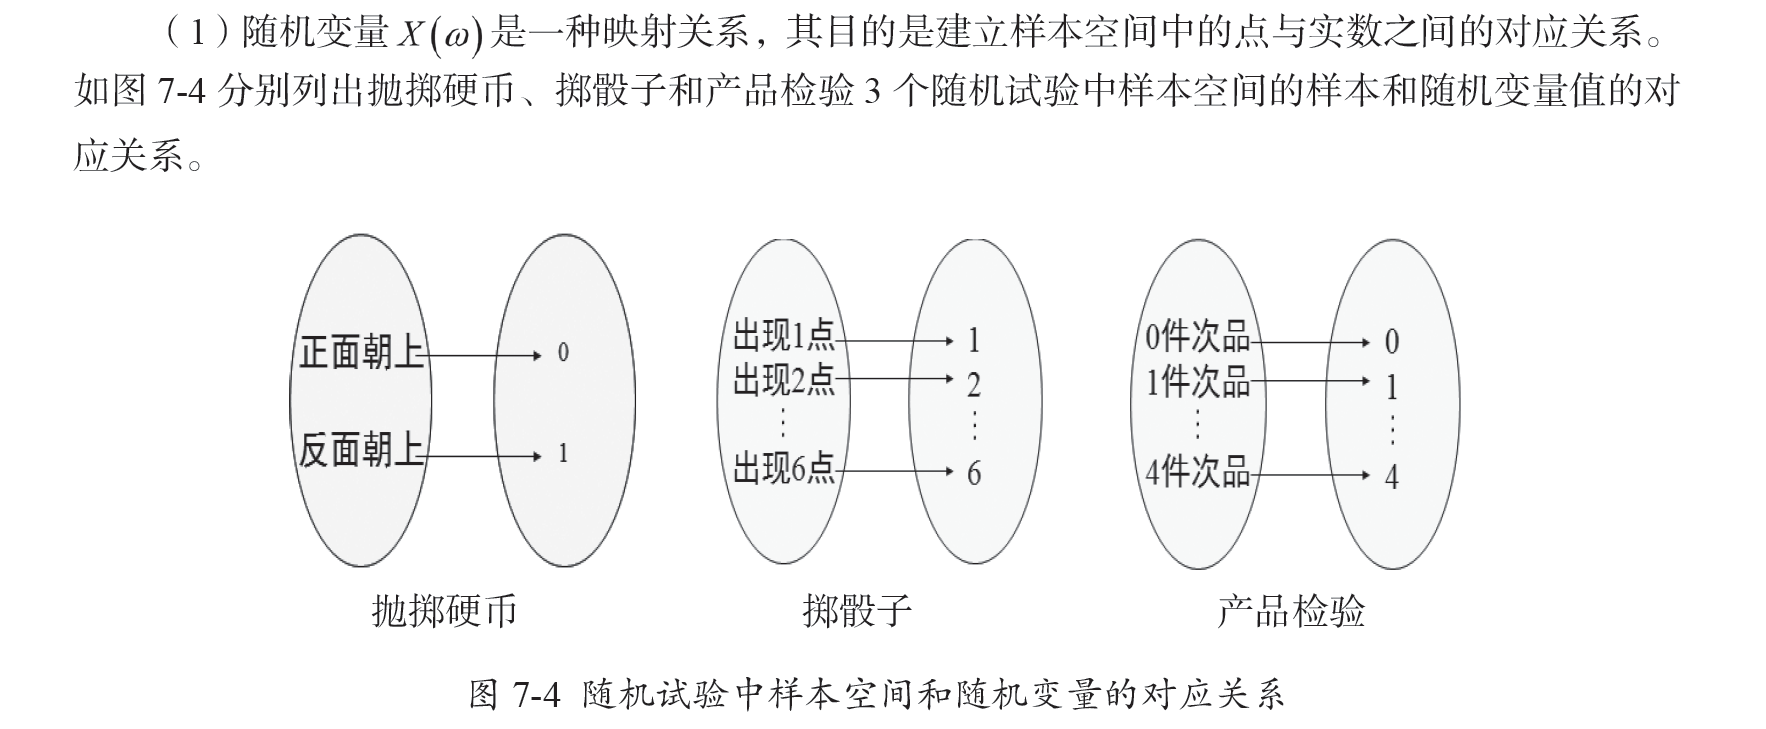 （1）随机变量 X(ω) 是一种映射关系，其目的是建立样本空间中的点与实数之间的对应关系。
如图 7-4 分别列出抛掷硬币、掷骰子和产品检验 3 个随机试验中样本空间的样本和随机变量值的对
应关系。
正面朝上 0
反面朝上 1
出现1点 1
出现2点 2
⋮ ⋮
出现6点 6
0件次品 0
1件次品 1
⋮ ⋮
4件次品 4
抛掷硬币 掷骰子 产品检验
图 7-4 随机试验中样本空间和随机变量的对应关系